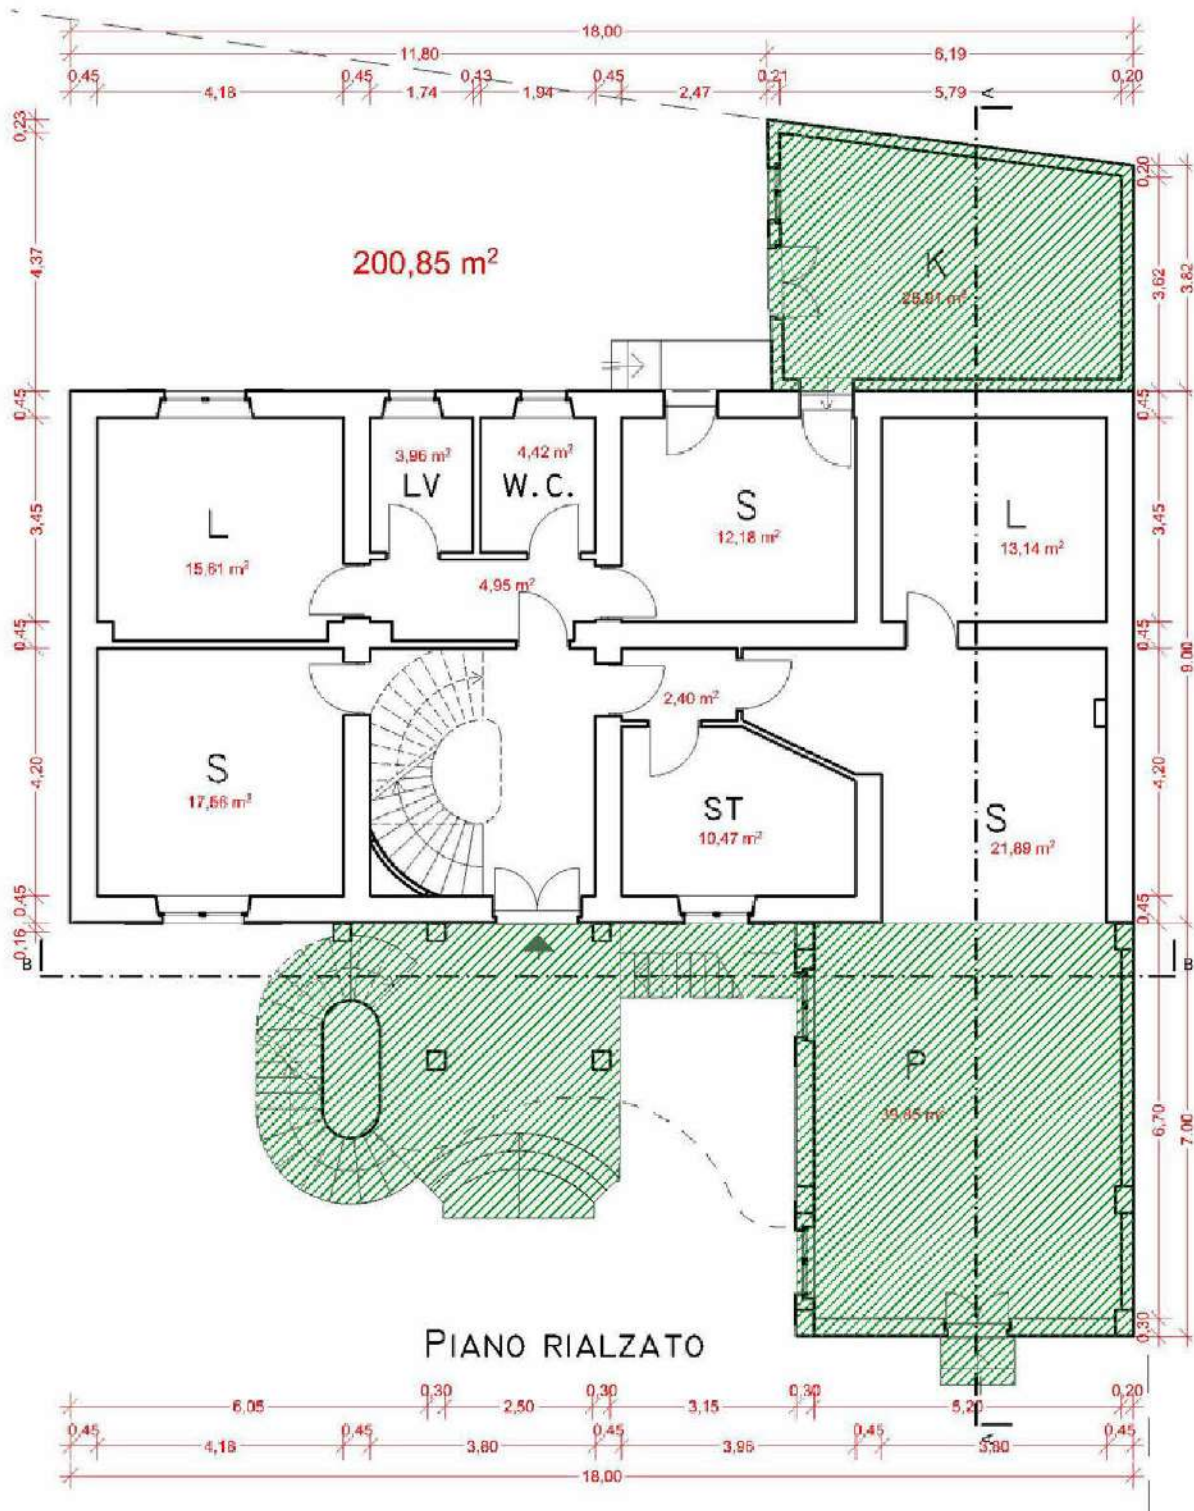 18,00
11,80 6,19
0,45 0,45 0,43 0,45 0,21 0,20
4,18 1,74 1,94 2,47 5,79
A
0,23
0,20
4,37
3,62
3,82
200,85 m²
K
0,45
0,45
3,96 m²
4,42 m²
LV
W.C.
L
S
L
3,45
3,45
15,61 m²
12,18 m²
13,14 m²
4,95 m²
0,45
0,45
9,00
2,40 m²
S
ST
S
4,20
4,20
17,56 m²
10,47 m²
21,89 m²
0,45
0,45
0,16
B
B
P
39,85 m²
6,70
7,00
0,30
PIANO RIALZATO
0,30 0,30 0,30 0,20
6,05 2,50 3,15 5,20
0,45 0,45 0,45 0,45 0,45
A
4,18 3,80 3,96 3,80
18,00